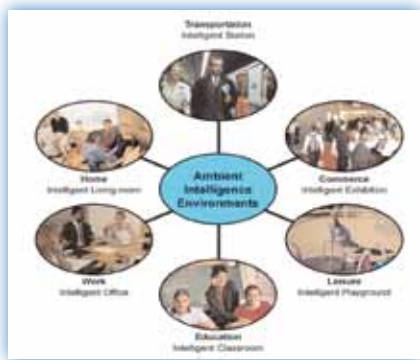 Transportation
Intelligent Station
Home
Intelligent Living-room
Commerce
Intelligent Exhibition
Ambient
Intelligence
Environments
Work
Intelligent Office
Leisure
Intelligent Playground
Education
Intelligent Classroom